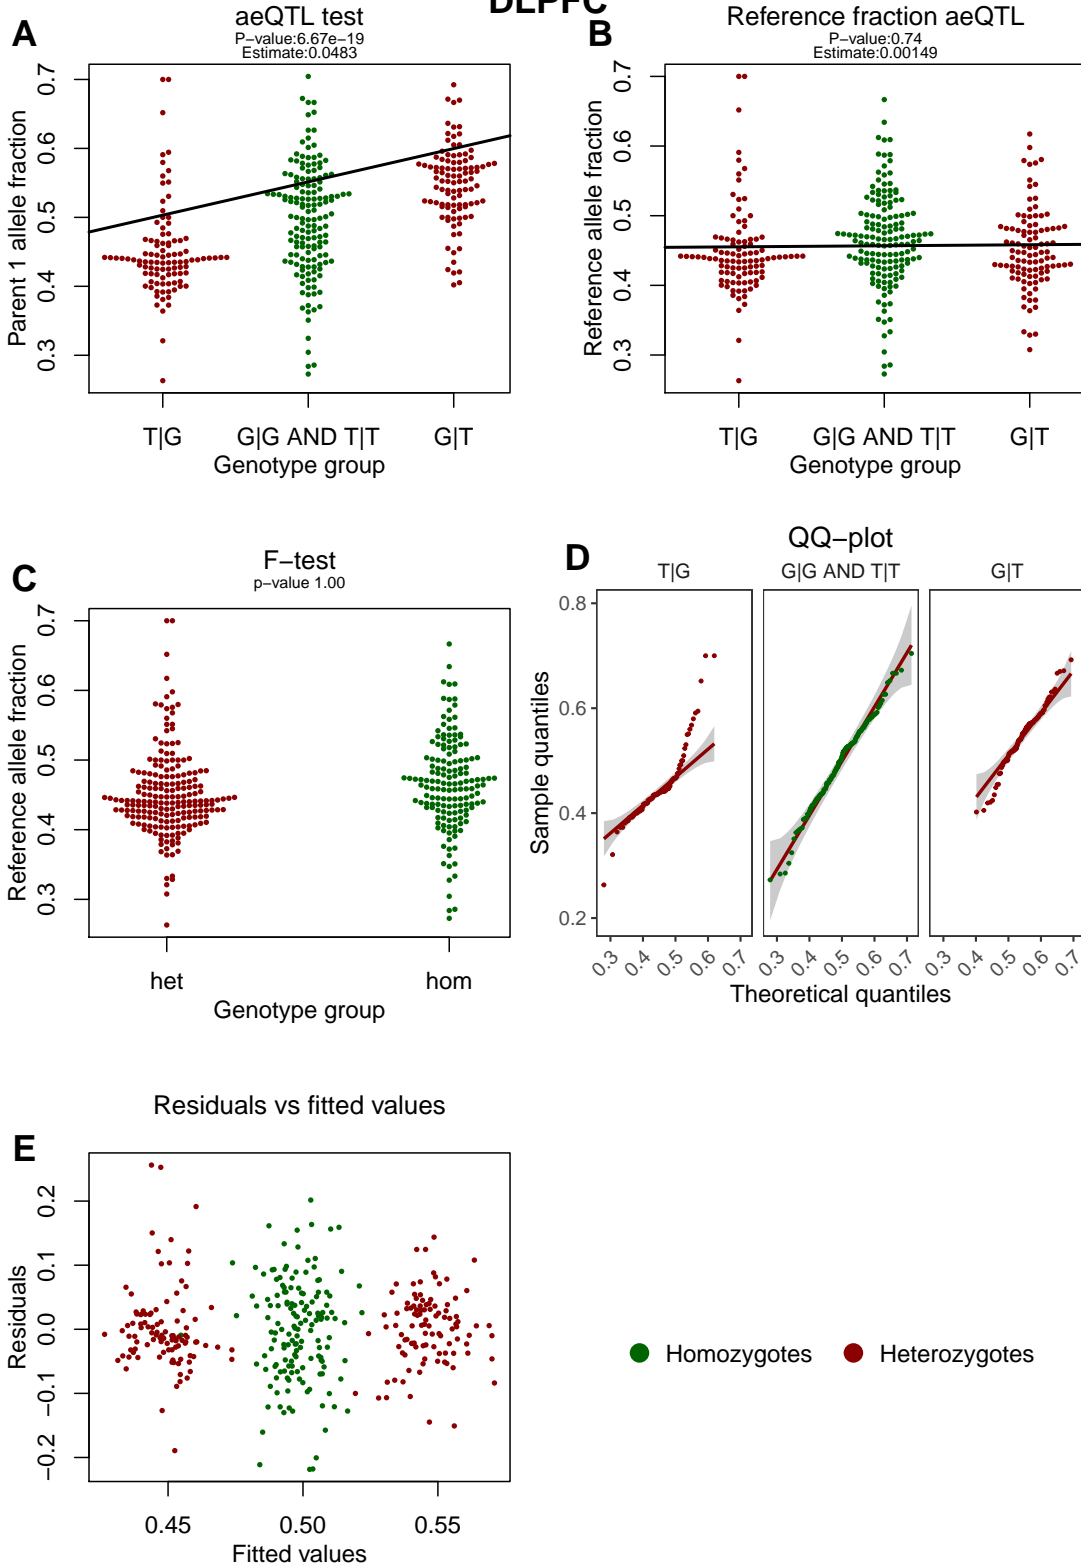 DLPFC
A
aeQTL test
P-value:6.67e-19
Estimate:0.0483
Parent 1 allele fraction
0.7
0.6
0.5
0.4
0.3
T|G
G|G AND T|T
G|T
Genotype group
B
Reference fraction aeQTL
P-value:0.74
Estimate:0.00149
Reference allele fraction
0.7
0.6
0.5
0.4
0.3
T|G
G|G AND T|T
G|T
Genotype group
C
F-test
p-value 1.00
Reference allele fraction
0.7
0.6
0.5
0.4
0.3
het
hom
Genotype group
D
QQ-plot
T|G
G|G AND T|T
G|T
Sample quantiles
0.8
0.6
0.4
0.2
0.3 0.4 0.5 0.6 0.7
0.3 0.4 0.5 0.6 0.7
0.3 0.4 0.5 0.6 0.7
Theoretical quantiles
E
Residuals vs fitted values
Residuals
0.2
0.1
0.0
-0.1
-0.2
0.45
0.50
0.55
Fitted values
Homozygotes
Heterozygotes